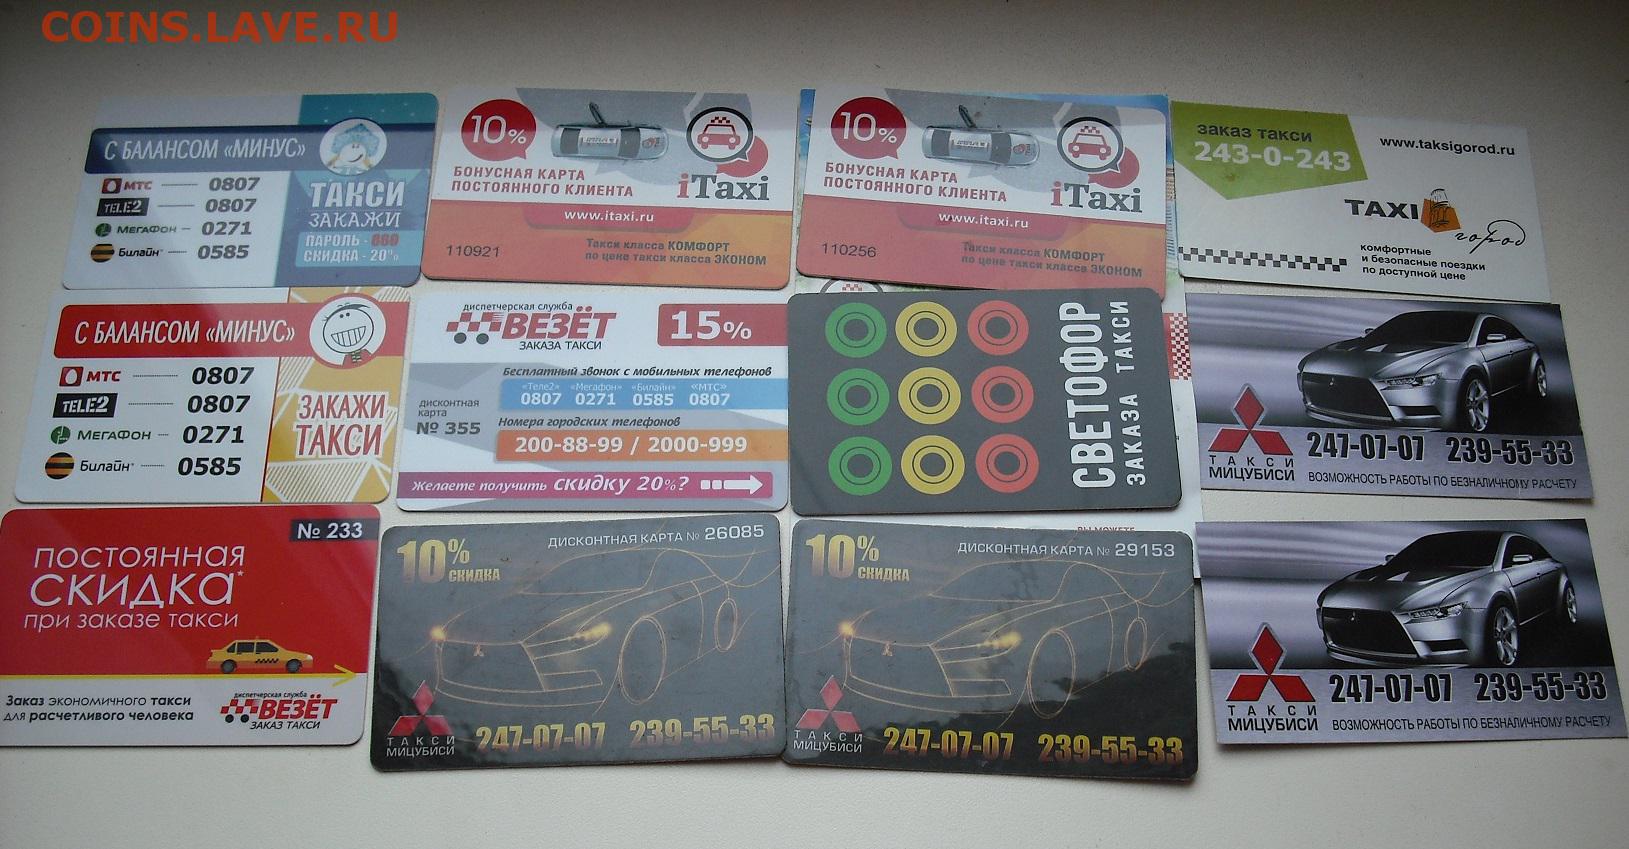 COINS.LAVE.RU
С БАЛАНСОМ «МИНУС»
МТС 0807
TELE2 0807
МЕГАФОН 0271
Билайн 0585
ТАКСИ
ЗАКАЖИ
ПАРОЛЬ - 060
СКИДКА - 20%
10%
БОНУСНАЯ КАРТА
ПОСТОЯННОГО КЛИЕНТА
iTaxi
www.itaxi.ru
110921
Такси класса КОМФОРТ
по цене такси класса ЭКОНОМ
10%
БОНУСНАЯ КАРТА
ПОСТОЯННОГО КЛИЕНТА
iTaxi
www.itaxi.ru
110256
Такси класса КОМФОРТ
по цене такси класса ЭКОНОМ
заказ такси
243-0-243
www.taksigorod.ru
TAXI
город
комфортные
и безопасные поездки
по доступной цене
С БАЛАНСОМ «МИНУС»
МТС 0807
TELE2 0807
МЕГАФОН 0271
Билайн 0585
ЗАКАЖИ
ТАКСИ
диспетчерская служба
ВЕЗЁТ
ЗАКАЗА ТАКСИ
15%
Бесплатный звонок с мобильных телефонов
«Теле2» «Мегафон» «Билайн» «МТС»
0807 0271 0585 0807
дисконтная
карта
№ 355
Номера городских телефонов
200-88-99 / 2000-999
Желаете получить скидку 20%?
СВЕТОФОР
ЗАКАЗА ТАКСИ
ВЫ МОЖЕТЕ
ТАКСИ
МИЦУБИСИ
247-07-07 239-55-33
ВОЗМОЖНОСТЬ РАБОТЫ ПО БЕЗНАЛИЧНОМУ РАСЧЕТУ
№ 233
ПОСТОЯННАЯ
СКИДКА*
при заказе такси
Заказ экономичного такси
для расчетливого человека
диспетчерская служба
ВЕЗЁТ
ЗАКАЗ ТАКСИ
10%
СКИДКА
ДИСКОНТНАЯ КАРТА № 26085
ТАКСИ
МИЦУБИСИ
247-07-07 239-55-33
10%
СКИДКА
ДИСКОНТНАЯ КАРТА № 29153
ТАКСИ
МИЦУБИСИ
247-07-07 239-55-33
ТАКСИ
МИЦУБИСИ
247-07-07 239-55-33
ВОЗМОЖНОСТЬ РАБОТЫ ПО БЕЗНАЛИЧНОМУ РАСЧЕТУ